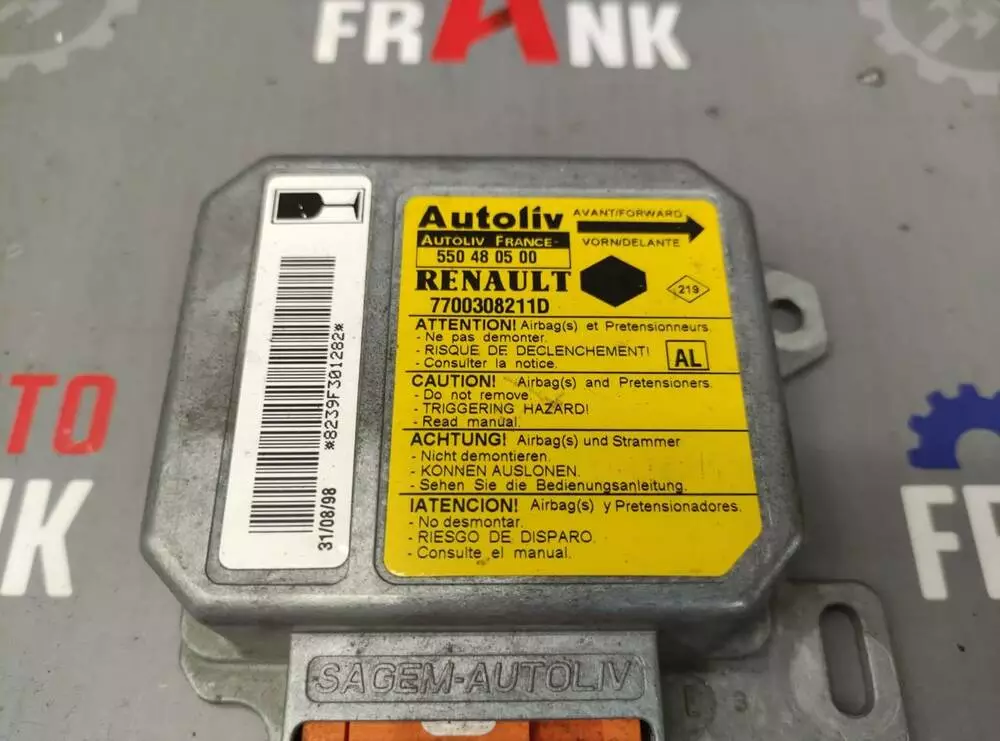 FRANK
Autoliv
AVANT/FORWARD
AUTOLIV FRANCE
VORN/DELANTE
550 48 05 00
RENAULT
219
7700308211D
ATTENTION! Airbag(s) et Pretensionneurs.
- Ne pas demonter.
- RISQUE DE DECLENCHEMENT!
- Consulter la notice.
AL
CAUTION! Airbag(s) and Pretensioners.
- Do not remove.
- TRIGGERING HAZARD!
- Read manual.
ACHTUNG! Airbag(s) und Strammer
- Nicht demontieren.
- KONNEN AUSLONEN.
- Sehen Sie die Bedienungsanleitung.
!ATENCION! Airbag(s) y Pretensionadores.
- No desmontar.
- RIESGO DE DISPARO.
- Consulte el manual.
*8239F301282*
31/08/98
SAGEM-AUTOLIV
UTO
NK
F